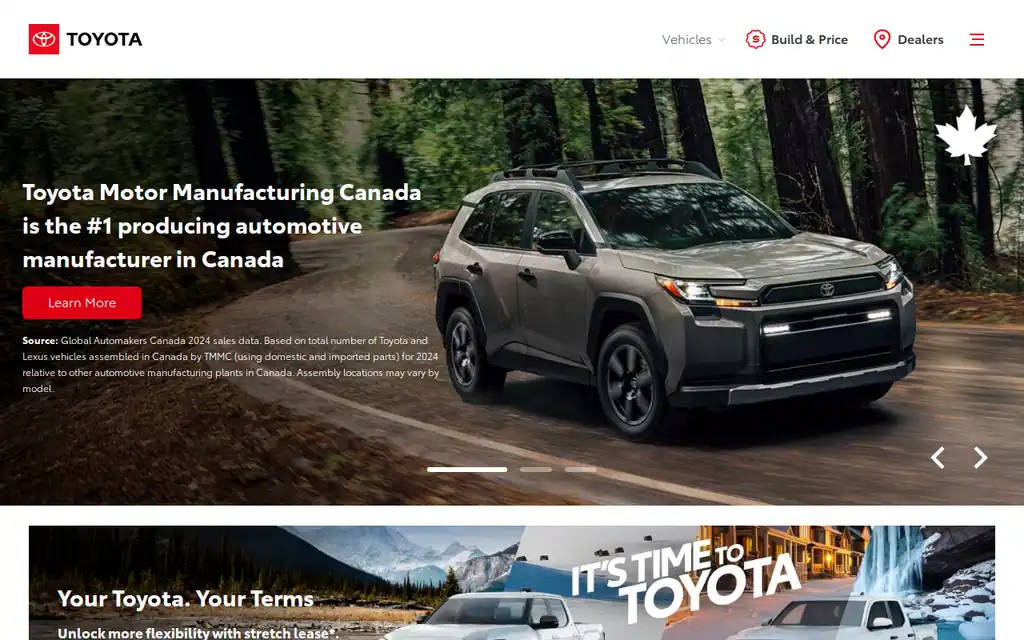 TOYOTA
Vehicles
Build & Price
Dealers
Toyota Motor Manufacturing Canada
is the #1 producing automotive
manufacturer in Canada
Learn More
Source: Global Automakers Canada 2024 sales data. Based on total number of Toyota and
Lexus vehicles assembled in Canada by TMMC (using domestic and imported parts) for 2024
relative to other automotive manufacturing plants in Canada. Assembly locations may vary by
model.
IT'S TIME TO
TOYOTA
Your Toyota. Your Terms
Unlock more flexibility with stretch lease*.